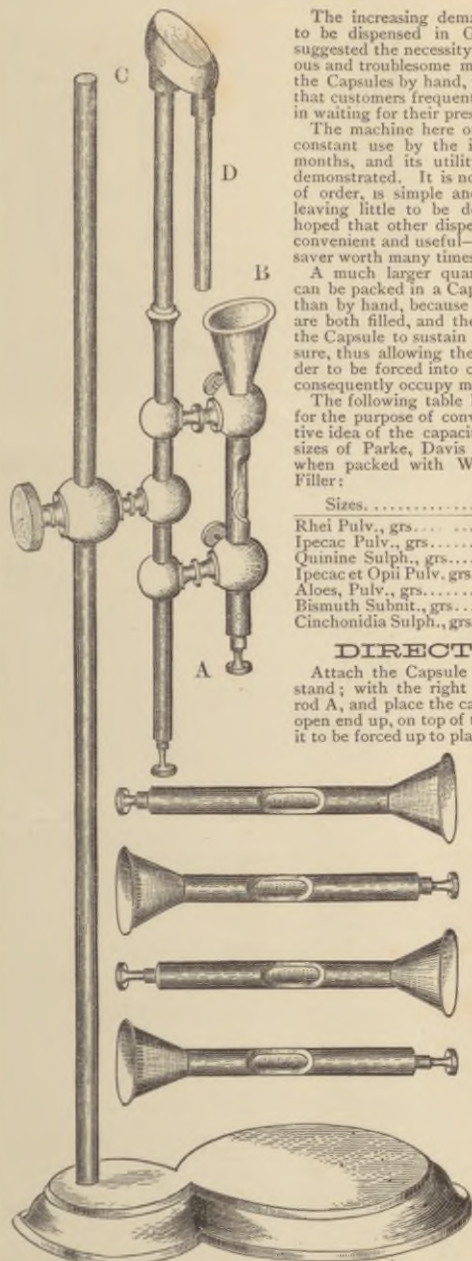 C
D
B
A
The increasing dema
to be dispensed in G
suggested the necessity
ous and troublesome m
the Capsules by hand,
that customers frequen
in waiting for their pres
The machine here o
constant use by the i
months, and its utility
demonstrated. It is no
of order, is simple and
leaving little to be de
hoped that other dispe
convenient and useful—
saver worth many times
A much larger quan
can be packed in a Cap
than by hand, because
are both filled, and the
the Capsule to sustain
sure, thus allowing the
der to be forced into c
consequently occupy m
The following table
for the purpose of conv
tive idea of the capacit
sizes of Parke, Davis
when packed with W
Filler:
Sizes.........
Rhei Pulv., grs.... .....
Ipecac Pulv., grs......
Quinine Sulph., grs....
Ipecac et Opii Pulv. grs
Aloes, Pulv., grs......
Bismuth Subnit., grs...
Cinchonidia Sulph., grs
DIRECT
Attach the Capsule
stand; with the right
rod A, and place the ca
open end up, on top of t
it to be forced up to pla